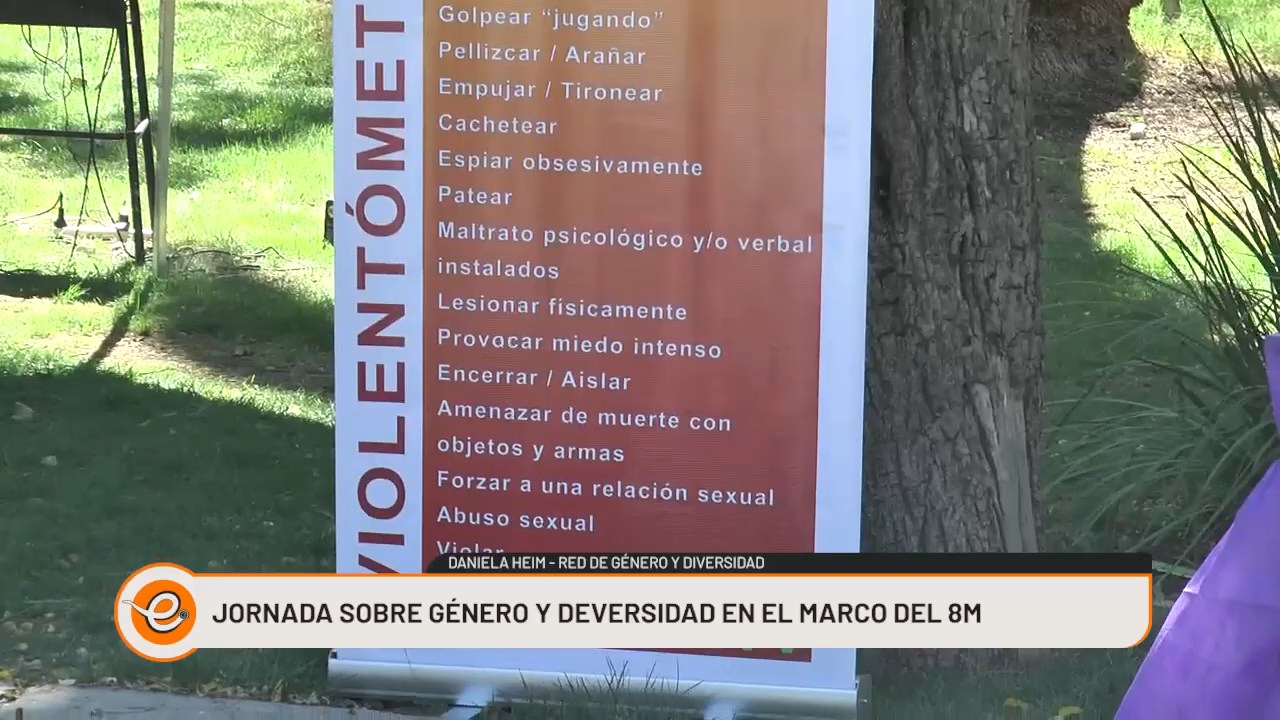 VIOLENTÓMET
Golpear “jugando”
Pellizcar / Arañar
Empujar / Tironear
Cachetear
Espiar obsesivamente
Patear
Maltrato psicológico y/o verbal
instalados
Lesionar físicamente
Provocar miedo intenso
Encerrar / Aislar
Amenazar de muerte con
objetos y armas
Forzar a una relación sexual
Abuso sexual
Violar
DANIELA HEIM - RED DE GÉNERO Y DIVERSIDAD
e
JORNADA SOBRE GÉNERO Y DEVERSIDAD EN EL MARCO DEL 8M